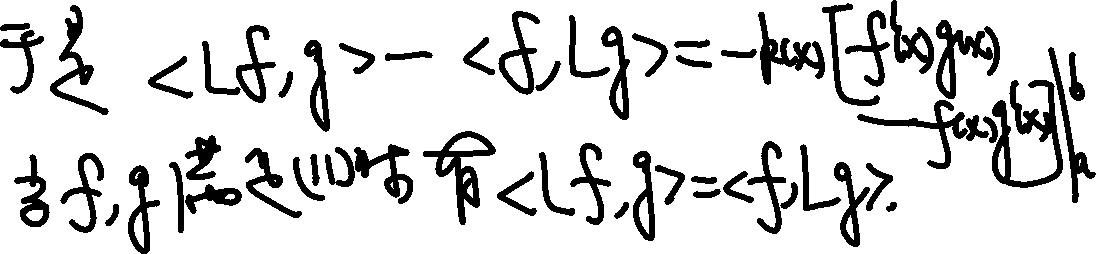 于是 <Lf,g>-<f,Lg>=-p(x)[f'(x)g(x)
-f(x)g'(x)]|_a^b
当f,g满足(11)时有<Lf,g>=<f,Lg>.